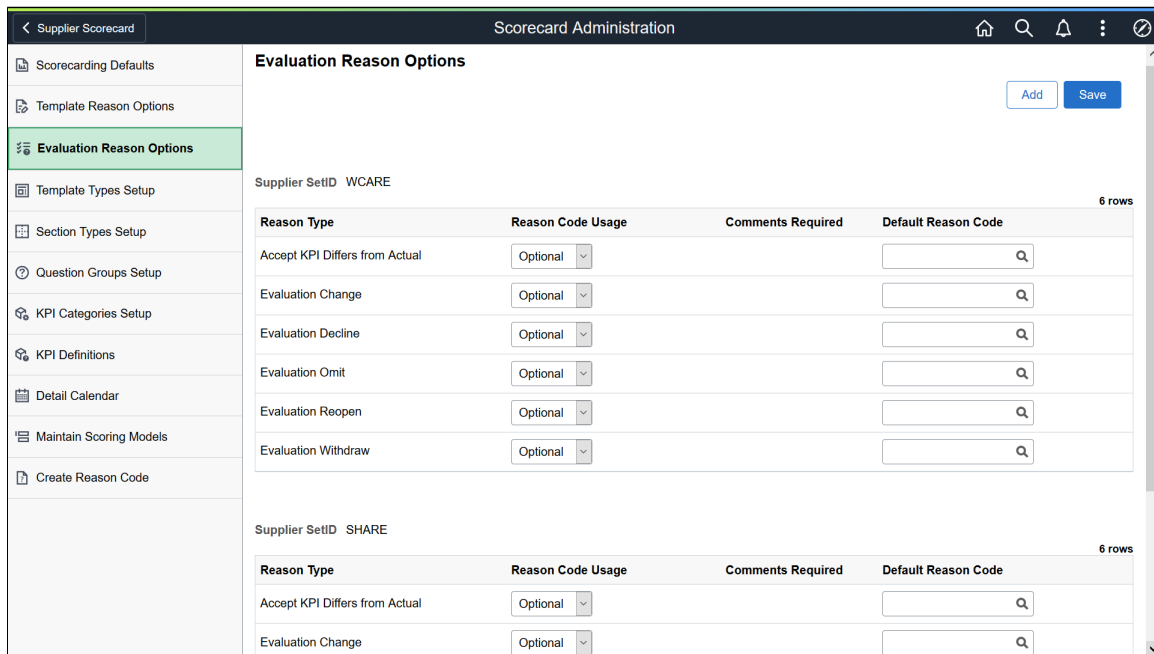 Supplier Scorecard
Scorecard Administration
Scorecarding Defaults
Template Reason Options
Evaluation Reason Options
Template Types Setup
Section Types Setup
Question Groups Setup
KPI Categories Setup
KPI Definitions
Detail Calendar
Maintain Scoring Models
Create Reason Code
Evaluation Reason Options
Add Save
Supplier SetID WCARE
6 rows
Reason Type Reason Code Usage Comments Required Default Reason Code
Accept KPI Differs from Actual Optional
Evaluation Change Optional
Evaluation Decline Optional
Evaluation Omit Optional
Evaluation Reopen Optional
Evaluation Withdraw Optional
Supplier SetID SHARE
6 rows
Reason Type Reason Code Usage Comments Required Default Reason Code
Accept KPI Differs from Actual Optional
Evaluation Change Optional